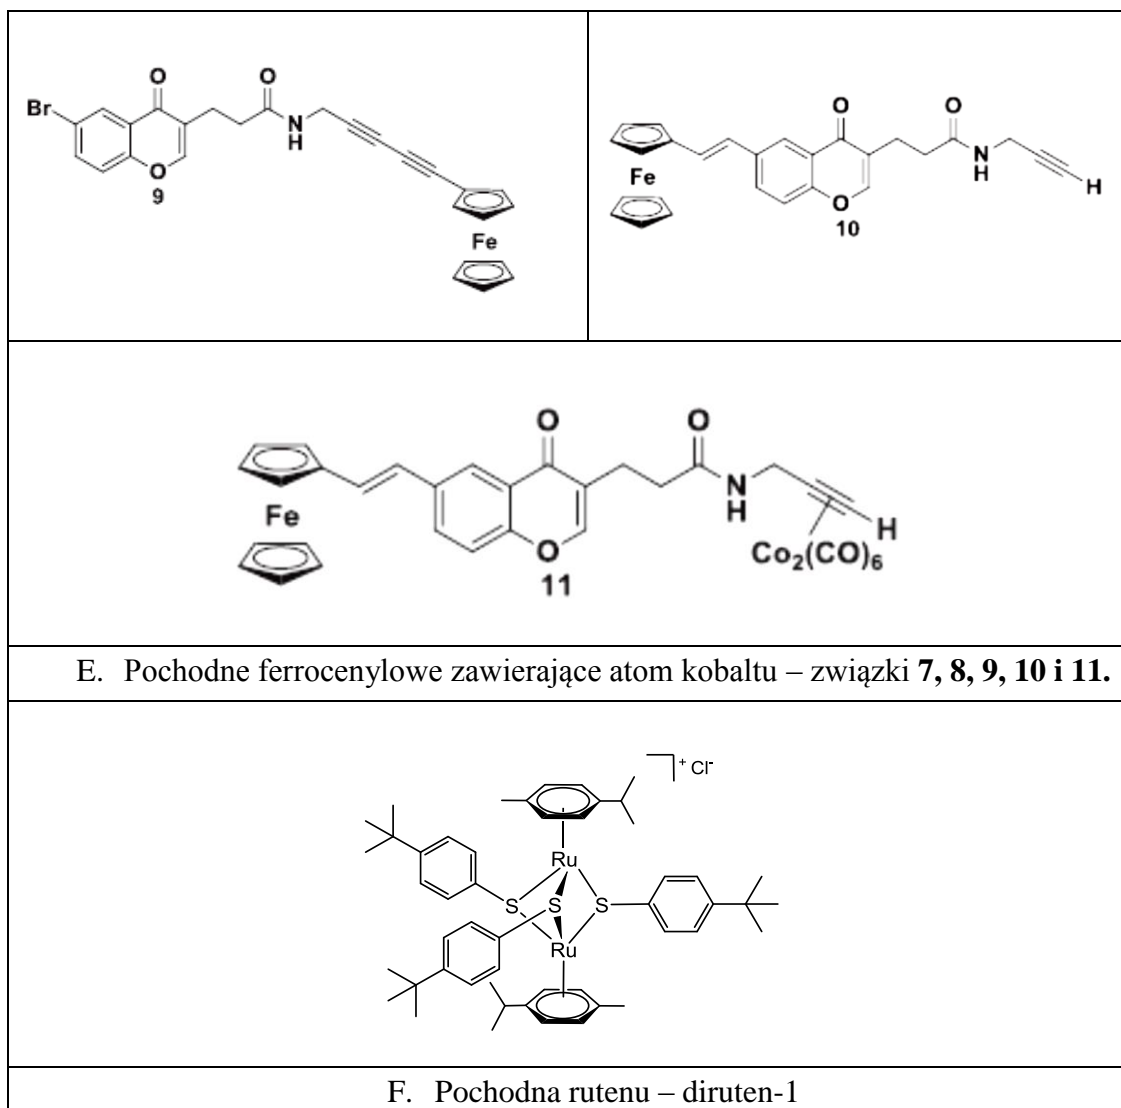 Br
O
O
N
H
O
9
Fe
Fe
O
O
N
H
H
O
10
Fe
O
O
N
H
H
O
Co2(CO)6
11
E. Pochodne ferrocenylowe zawierające atom kobaltu – związki 7, 8, 9, 10 i 11.
+ Cl-
Ru
S
S
S
Ru
F. Pochodna rutenu – diruten-1